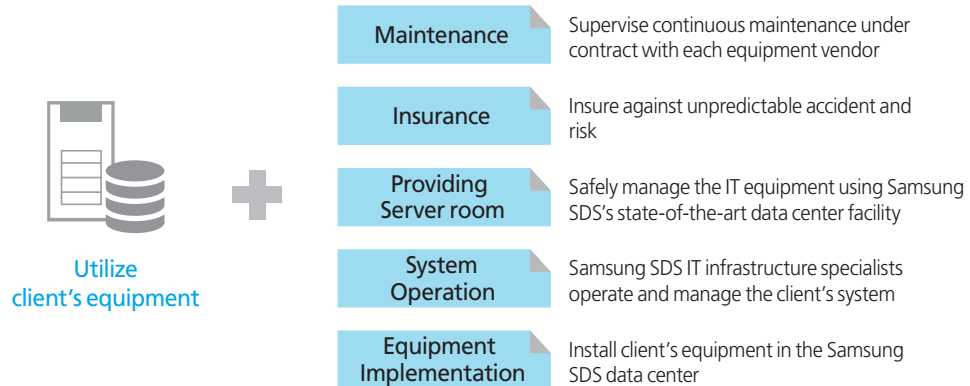 Utilize
client's equipment
Maintenance
Supervise continuous maintenance under
contract with each equipment vendor
Insurance
Insure against unpredictable accident and
risk
Providing
Server room
Safely manage the IT equipment using Samsung
SDS's state-of-the-art data center facility
System
Operation
Samsung SDS IT infrastructure specialists
operate and manage the client's system
Equipment
Implementation
Install client's equipment in the Samsung
SDS data center